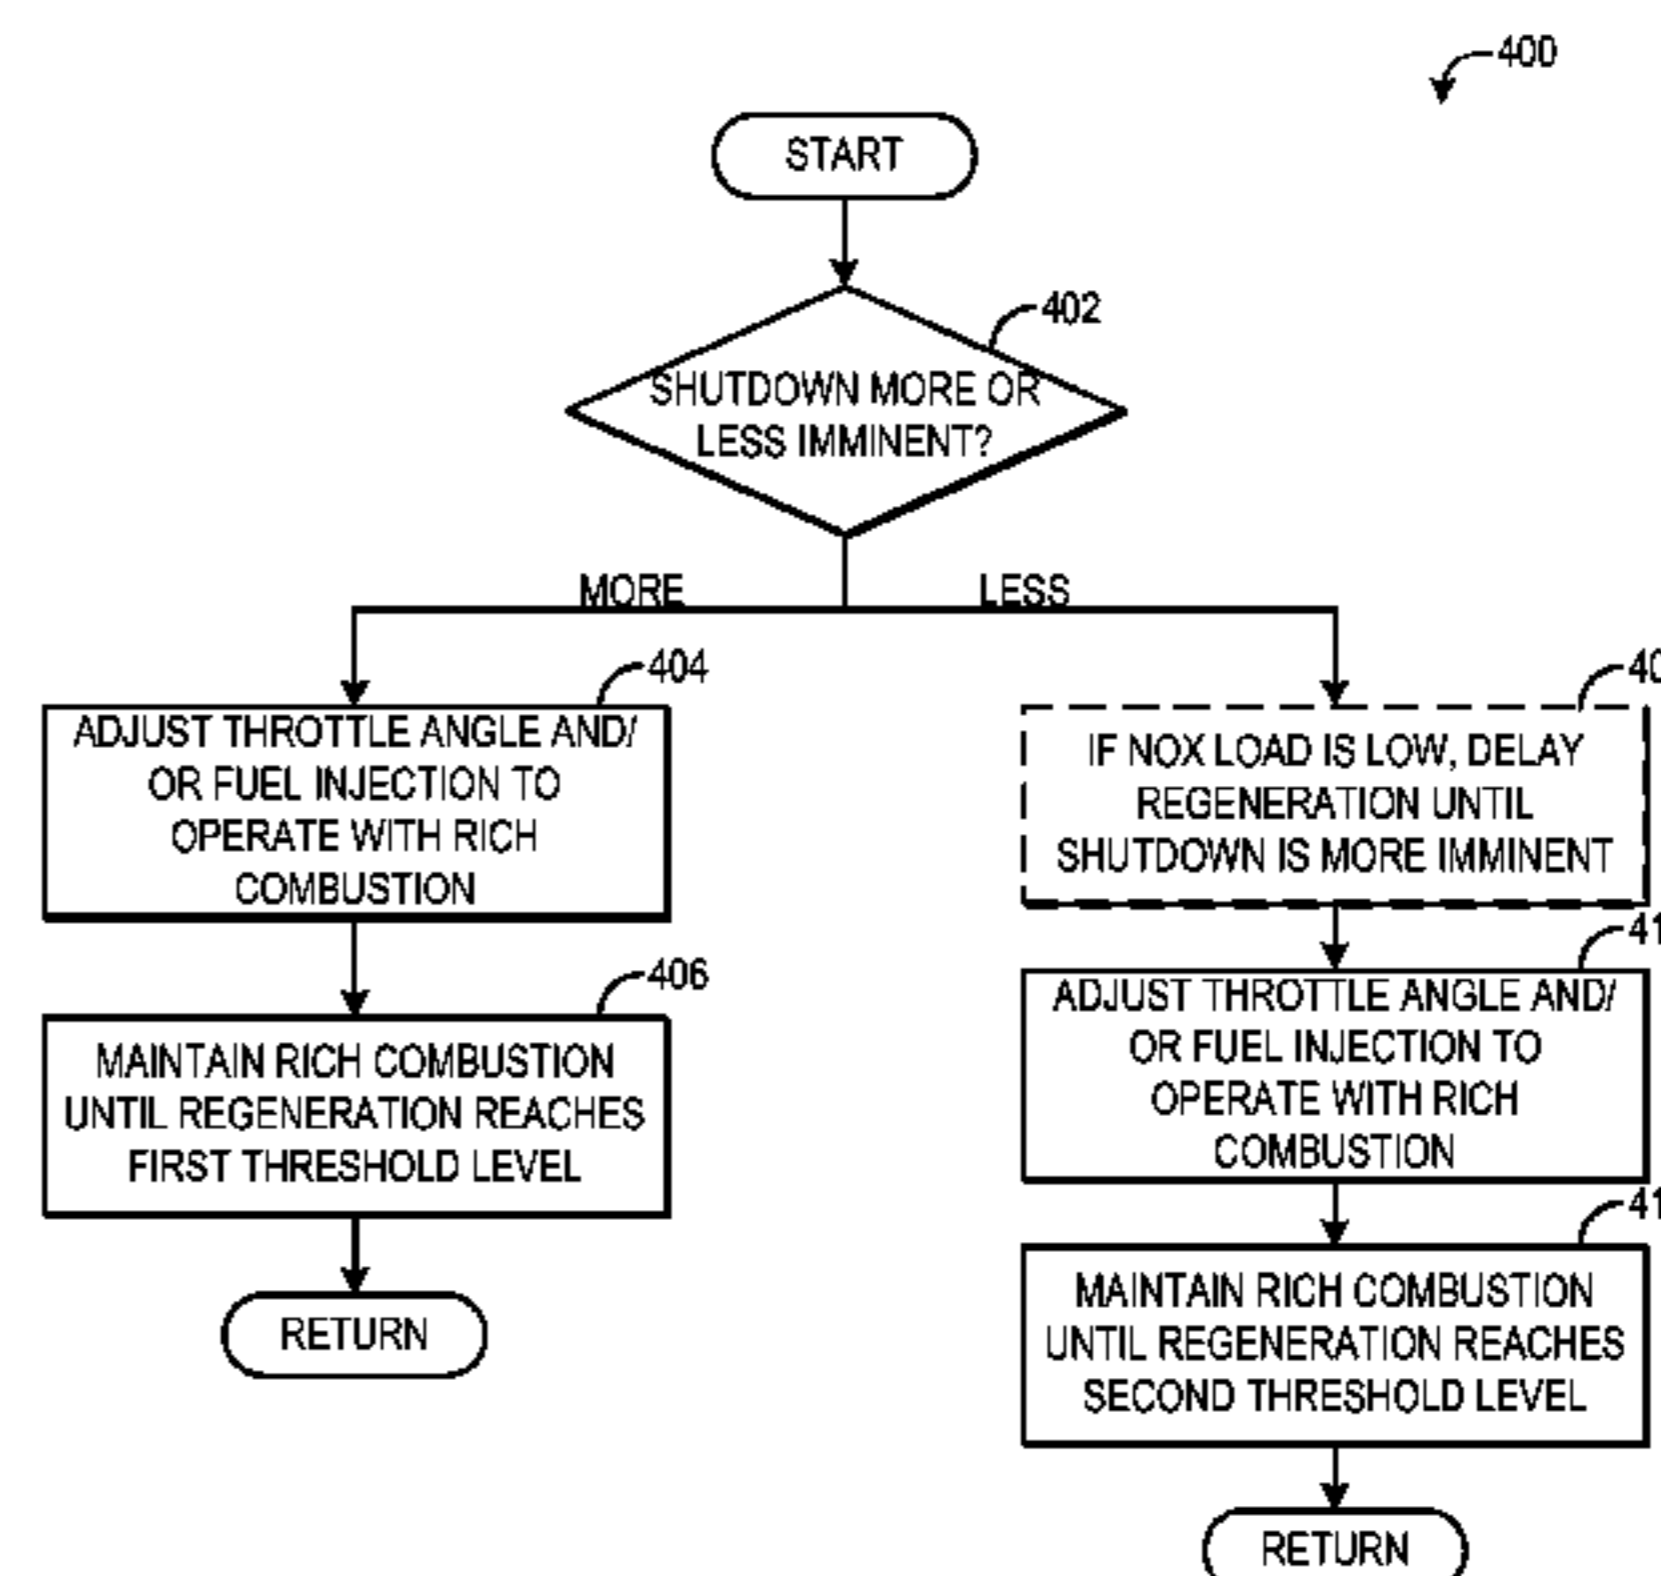 400
START
402
SHUTDOWN MORE OR
LESS IMMINENT?
MORE
LESS
404
ADJUST THROTTLE ANGLE AND/
OR FUEL INJECTION TO
OPERATE WITH RICH
COMBUSTION
406
MAINTAIN RICH COMBUSTION
UNTIL REGENERATION REACHES
FIRST THRESHOLD LEVEL
RETURN
IF NOX LOAD IS LOW, DELAY
REGENERATION UNTIL
SHUTDOWN IS MORE IMMINENT
ADJUST THROTTLE ANGLE AND/
OR FUEL INJECTION TO
OPERATE WITH RICH
COMBUSTION
MAINTAIN RICH COMBUSTION
UNTIL REGENERATION REACHES
SECOND THRESHOLD LEVEL
RETURN